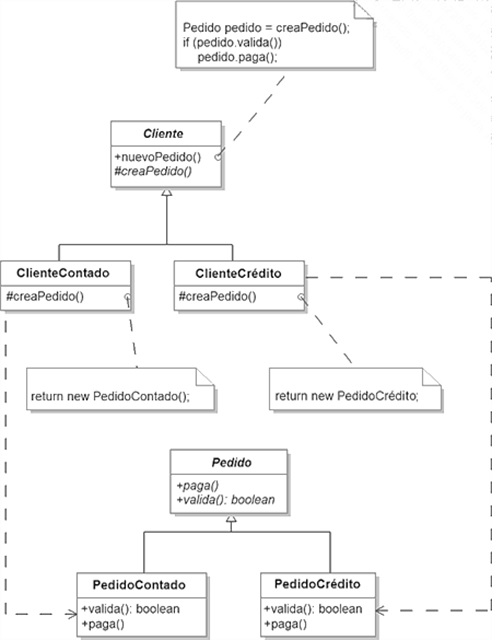 Pedido pedido = creaPedido();
if (pedido.valida())
pedido.paga();
Cliente
+nuevoPedido()
#creaPedido()
ClienteContado
#creaPedido()
ClienteCrédito
#creaPedido()
return new PedidoContado();
return new PedidoCrédito;
Pedido
+paga()
+valida(): boolean
PedidoContado
+valida(): boolean
+paga()
PedidoCrédito
+valida(): boolean
+paga()